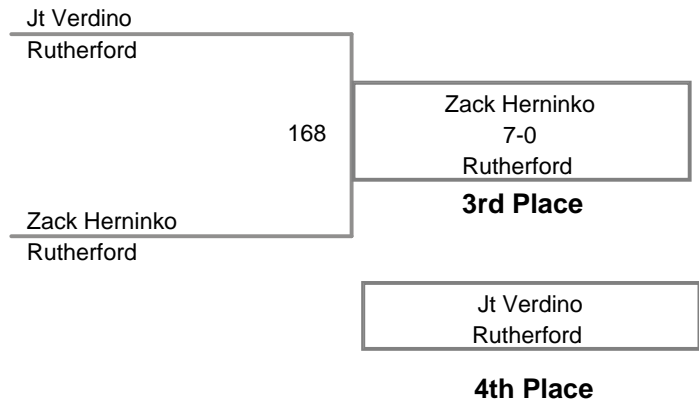 Jt Verdino
Rutherford
168
Zack Herninko
7-0
Rutherford
3rd Place
Zack Herninko
Rutherford
Jt Verdino
Rutherford
4th Place